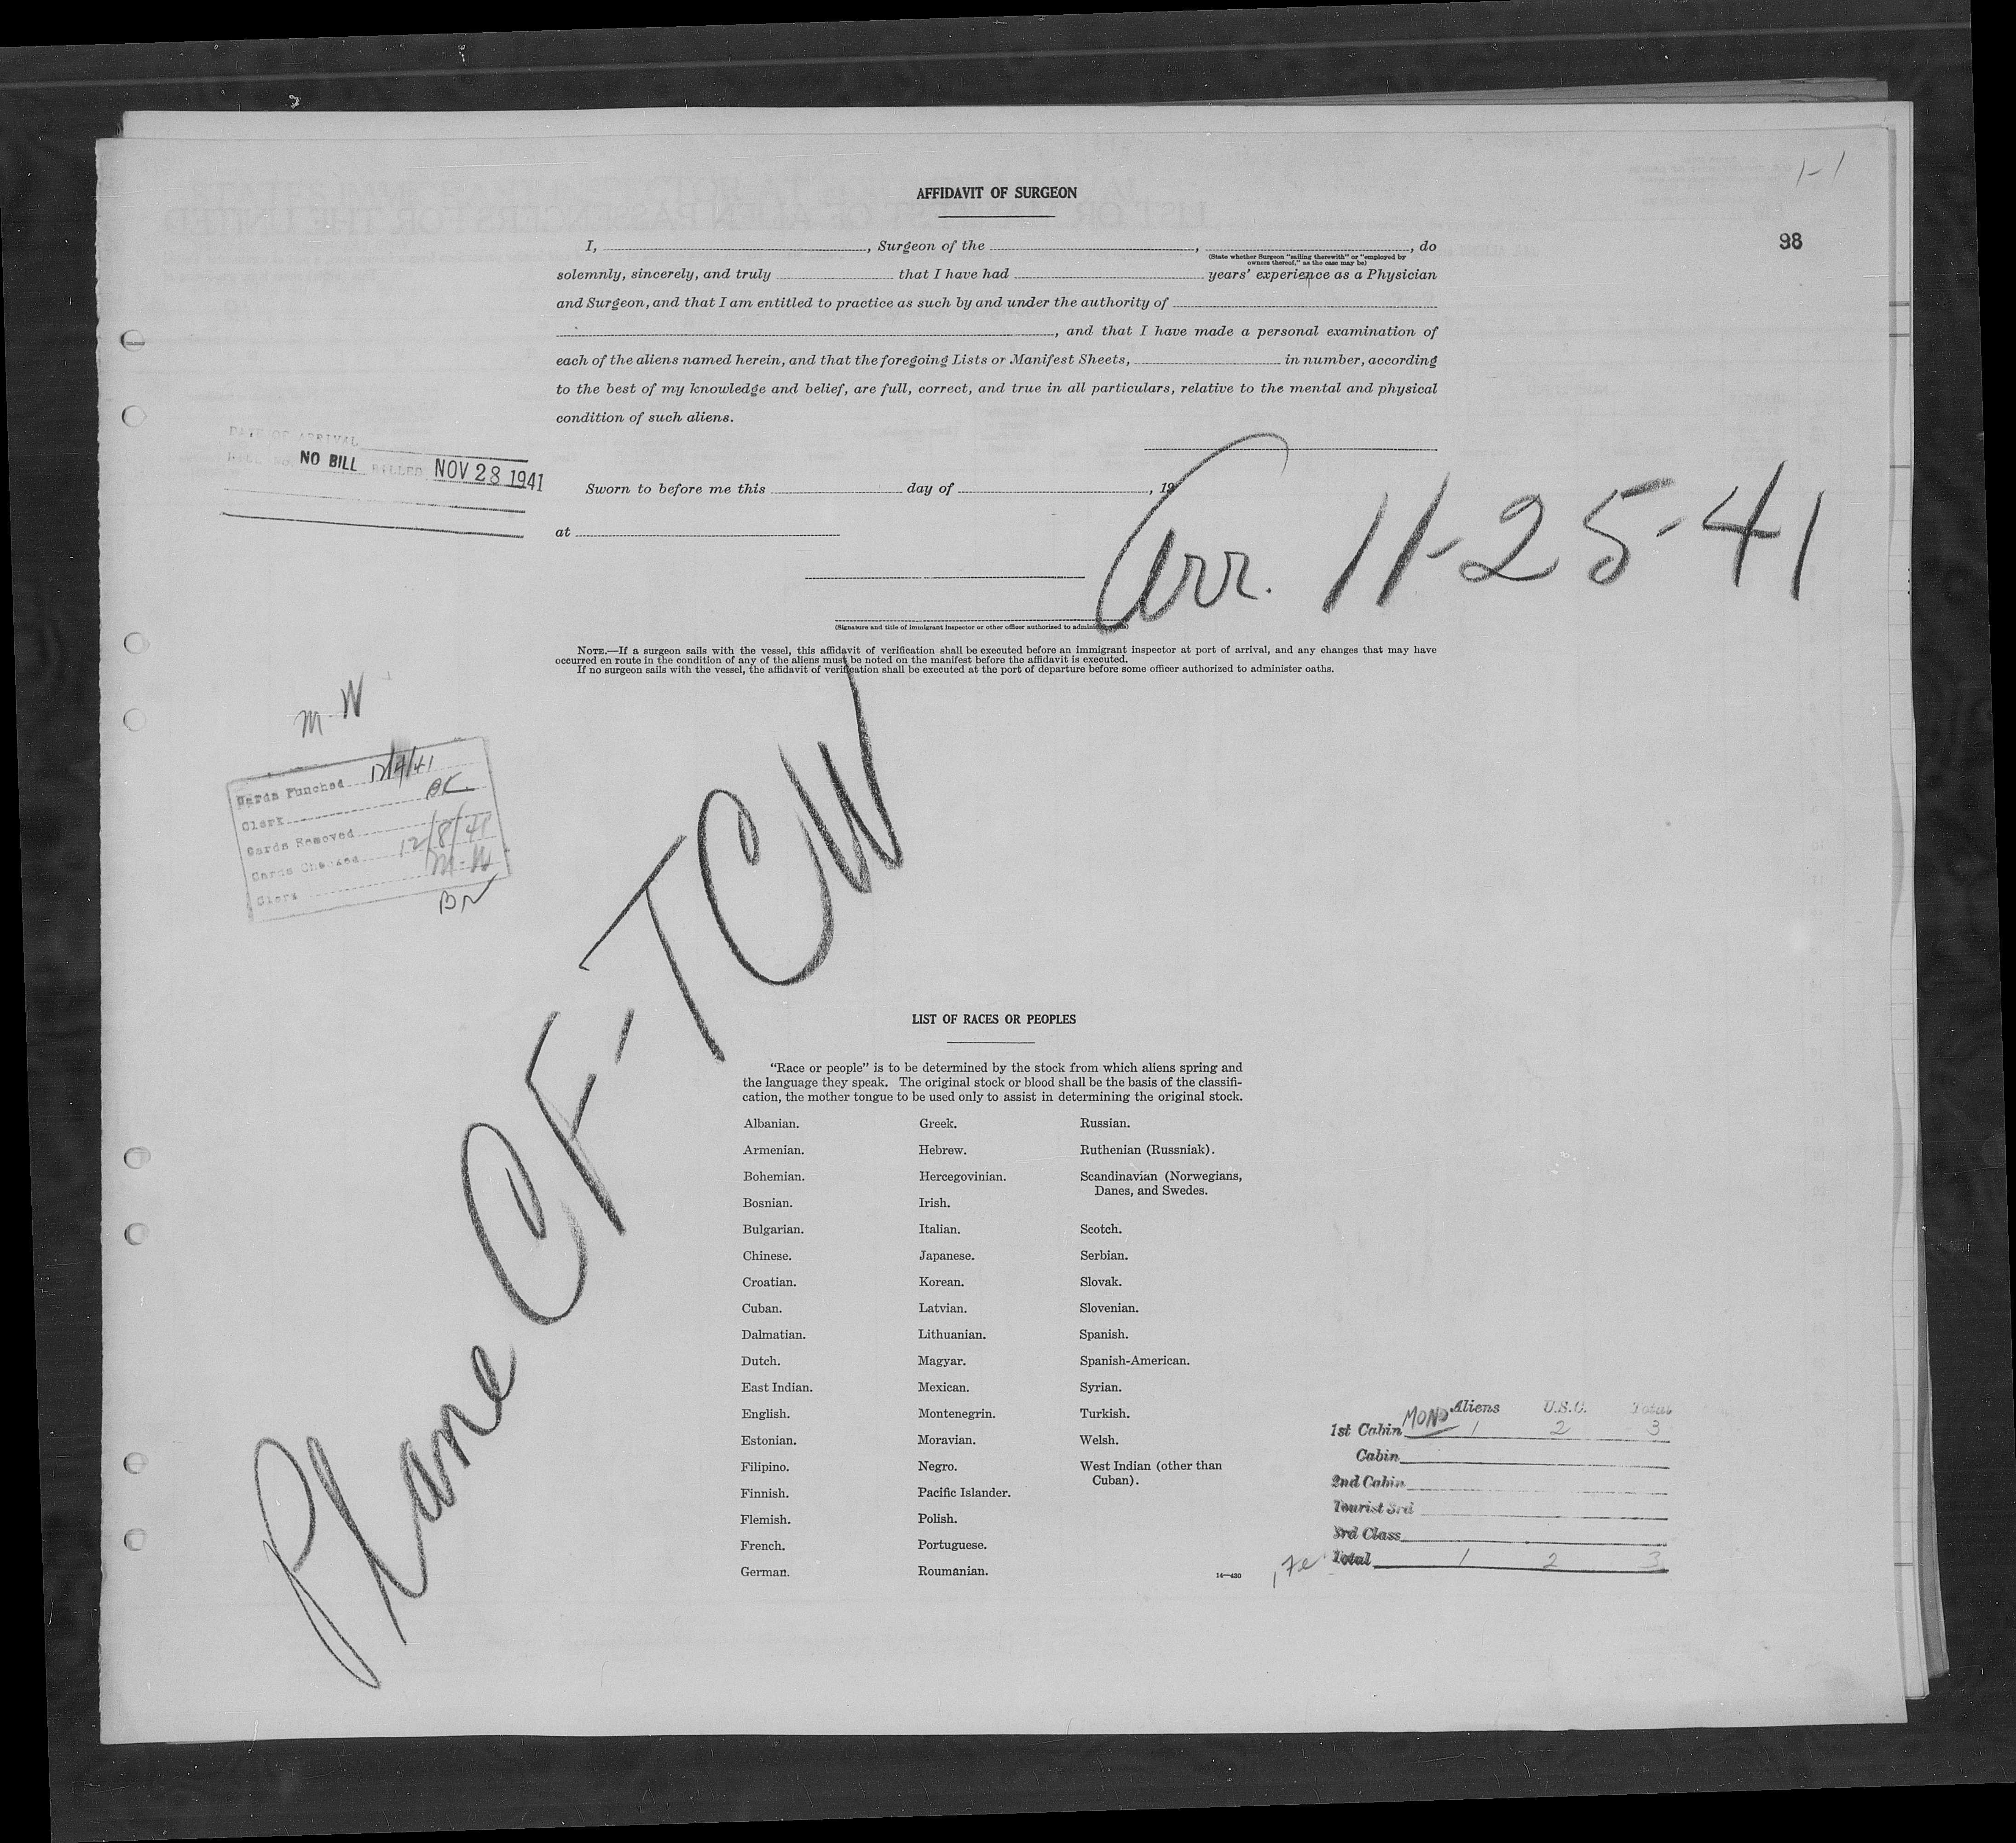 1-1
98
AFFIDAVIT OF SURGEON
I, , Surgeon of the , , do
(State whether Surgeon "sailing therewith" or "employed by
owners thereof," as the case may be)
solemnly, sincerely, and truly that I have had years' experience as a Physician
and Surgeon, and that I am entitled to practice as such by and under the authority of
, and that I have made a personal examination of
each of the aliens named herein, and that the foregoing Lists or Manifest Sheets, in number, according
to the best of my knowledge and belief, are full, correct, and true in all particulars, relative to the mental and physical
condition of such aliens.
DATE OF ARRIVAL
BILL NO. NO BILL BILLED NOV 28 1941
Sworn to before me this day of , 19
at
Arr. 11-25-41
(Signature and title of immigrant inspector or other officer authorized to administer oaths)
NOTE.—If a surgeon sails with the vessel, this affidavit of verification shall be executed before an immigrant inspector at port of arrival, and any changes that may have
occurred en route in the condition of any of the aliens must be noted on the manifest before the affidavit is executed.
If no surgeon sails with the vessel, the affidavit of verification shall be executed at the port of departure before some officer authorized to administer oaths.
M-W
Cards Punched 12/4/41
Clerk BK
Cards Removed
Cards Checked 12/8/41
Clerk M-W
Plane CF-TCW
LIST OF RACES OR PEOPLES
"Race or people" is to be determined by the stock from which aliens spring and
the language they speak. The original stock or blood shall be the basis of the classifi-
cation, the mother tongue to be used only to assist in determining the original stock.
Albanian.
Armenian.
Bohemian.
Bosnian.
Bulgarian.
Chinese.
Croatian.
Cuban.
Dalmatian.
Dutch.
East Indian.
English.
Estonian.
Filipino.
Finnish.
Flemish.
French.
German.
Greek.
Hebrew.
Hercegovinian.
Irish.
Italian.
Japanese.
Korean.
Latvian.
Lithuanian.
Magyar.
Mexican.
Montenegrin.
Moravian.
Negro.
Pacific Islander.
Polish.
Portuguese.
Roumanian.
Russian.
Ruthenian (Russniak).
Scandinavian (Norwegians,
Danes, and Swedes.
Scotch.
Serbian.
Slovak.
Slovenian.
Spanish.
Spanish-American.
Syrian.
Turkish.
Welsh.
West Indian (other than
Cuban).
14—430
Aliens U.S.C. Total
1st Cabin MOND 1 2 3
Cabin
2nd Cabin
Tourist 3rd
3rd Class
Total 1 2 3